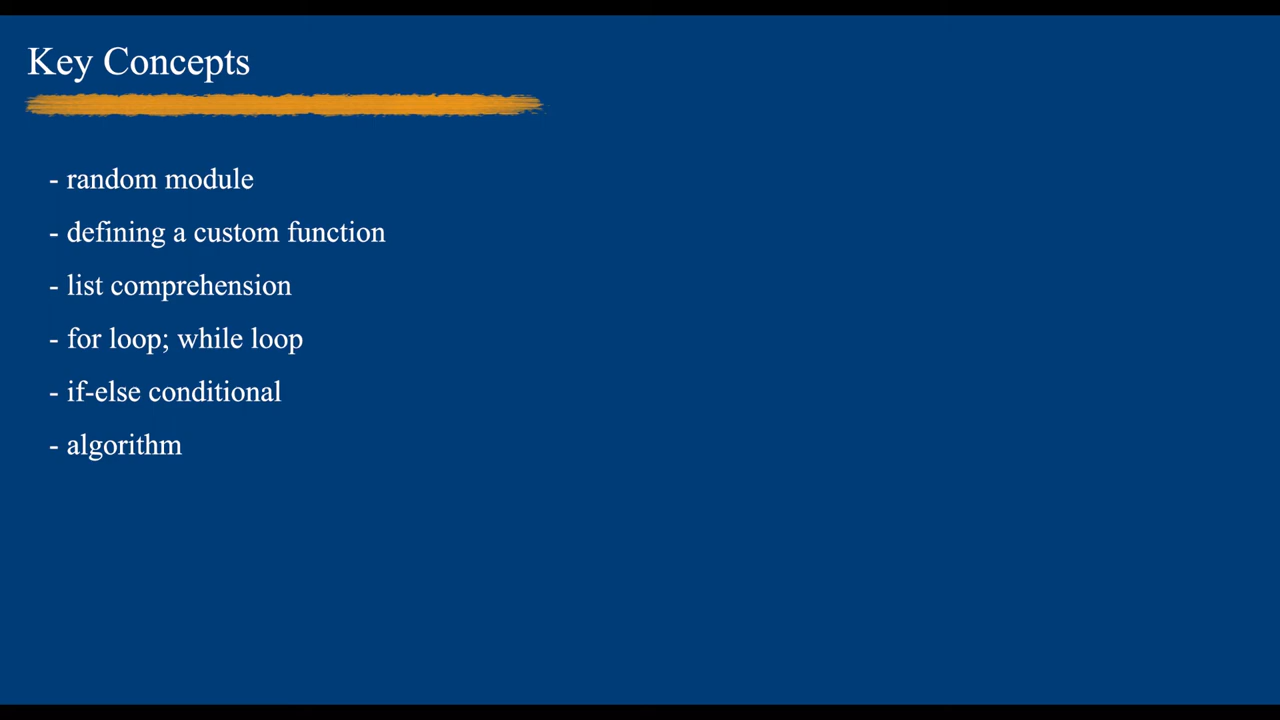 Key Concepts
- random module
- defining a custom function
- list comprehension
- for loop; while loop
- if-else conditional
- algorithm